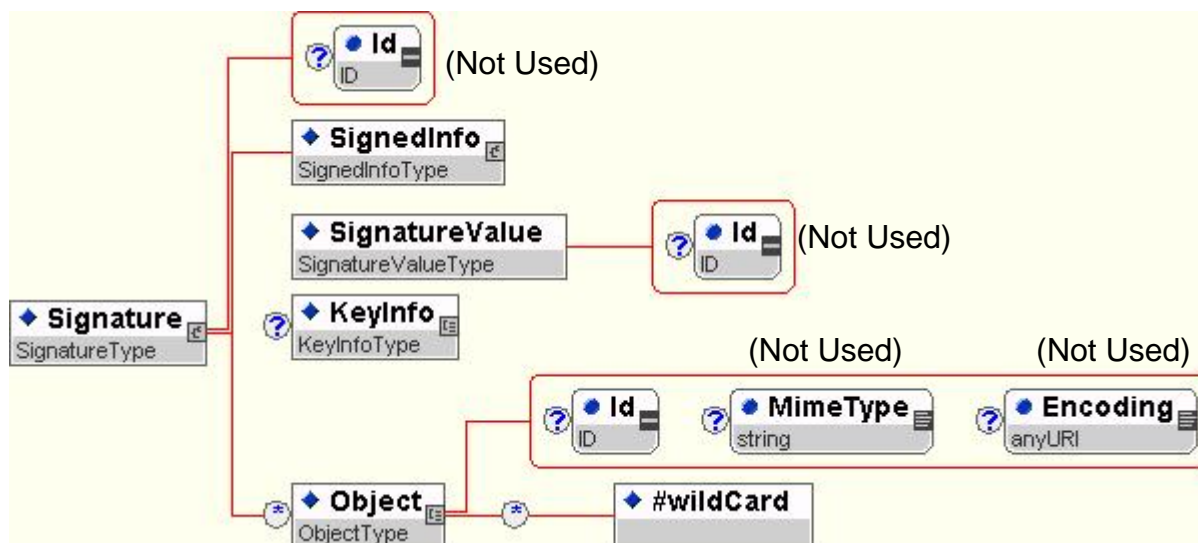 ? Id (Not Used)
ID
SignedInfo
SignedInfoType
SignatureValue ? Id (Not Used)
SignatureValueType ID
Signature
SignatureType
? KeyInfo
KeyInfoType
(Not Used) (Not Used)
? Id ? MimeType ? Encoding
ID string anyURI
* Object * #wildCard
ObjectType